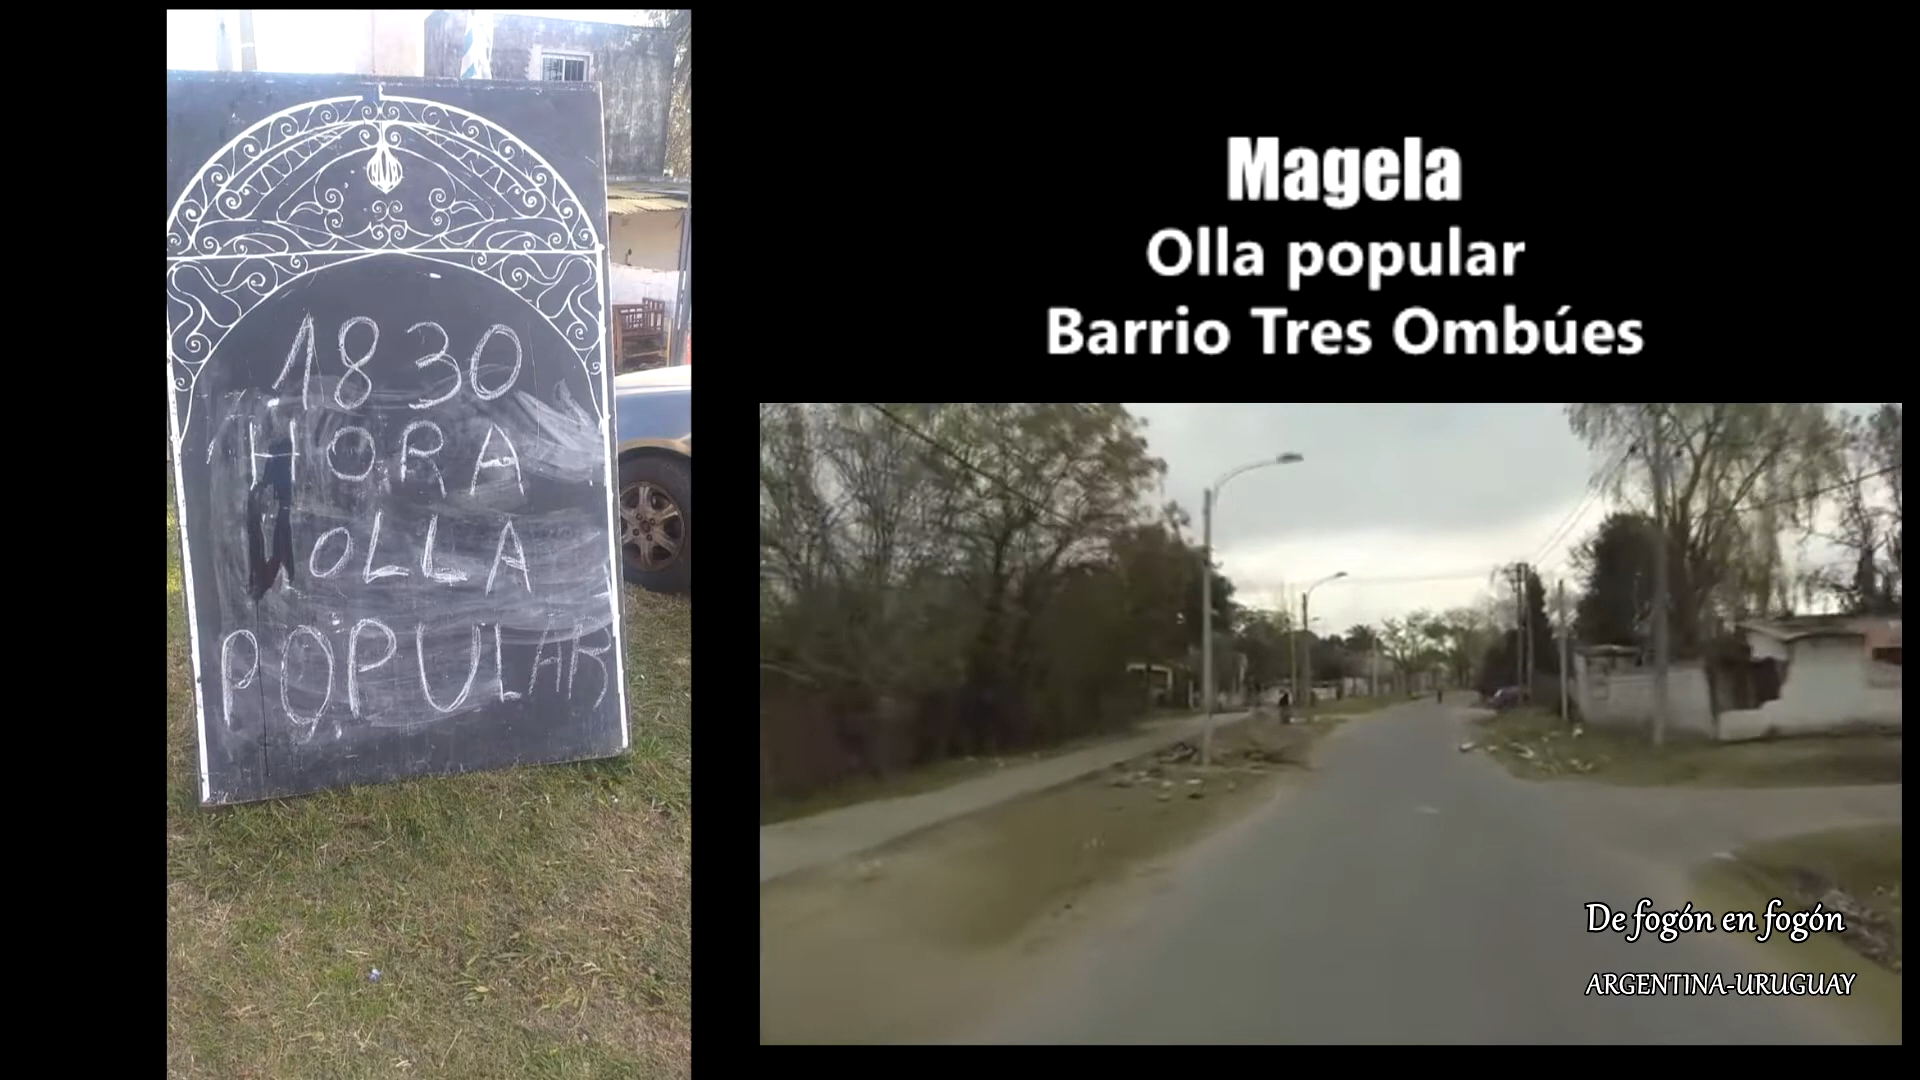 1830
HORA
OLLA
POPULAR
Magela
Olla popular
Barrio Tres Ombúes
De fogón en fogón
ARGENTINA-URUGUAY